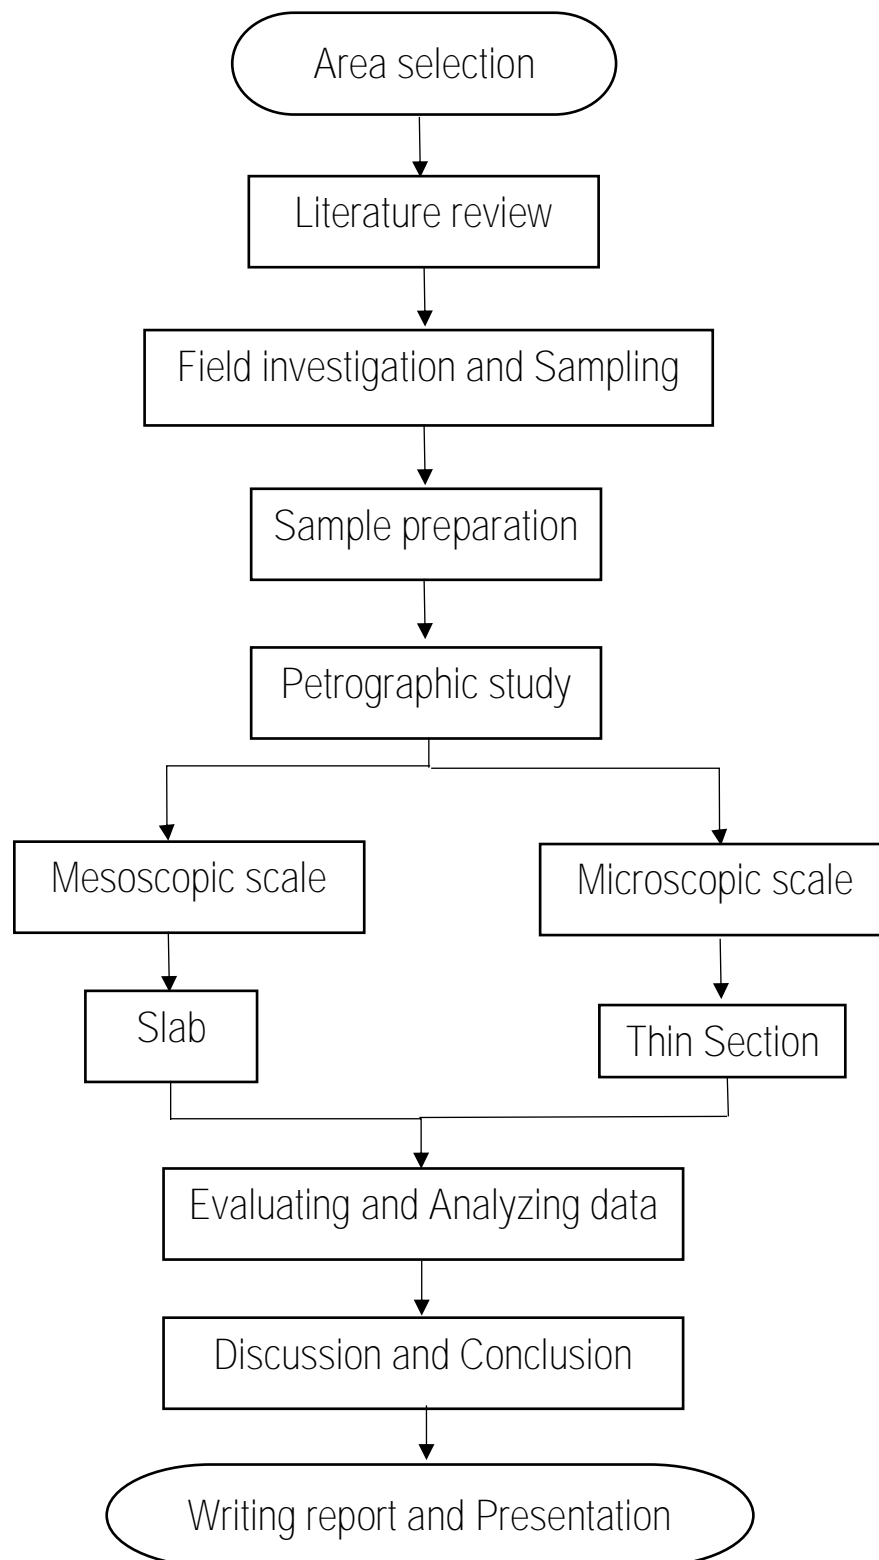 Area selection
Literature review
Field investigation and Sampling
Sample preparation
Petrographic study
Mesoscopic scale
Microscopic scale
Slab
Thin Section
Evaluating and Analyzing data
Discussion and Conclusion
Writing report and Presentation